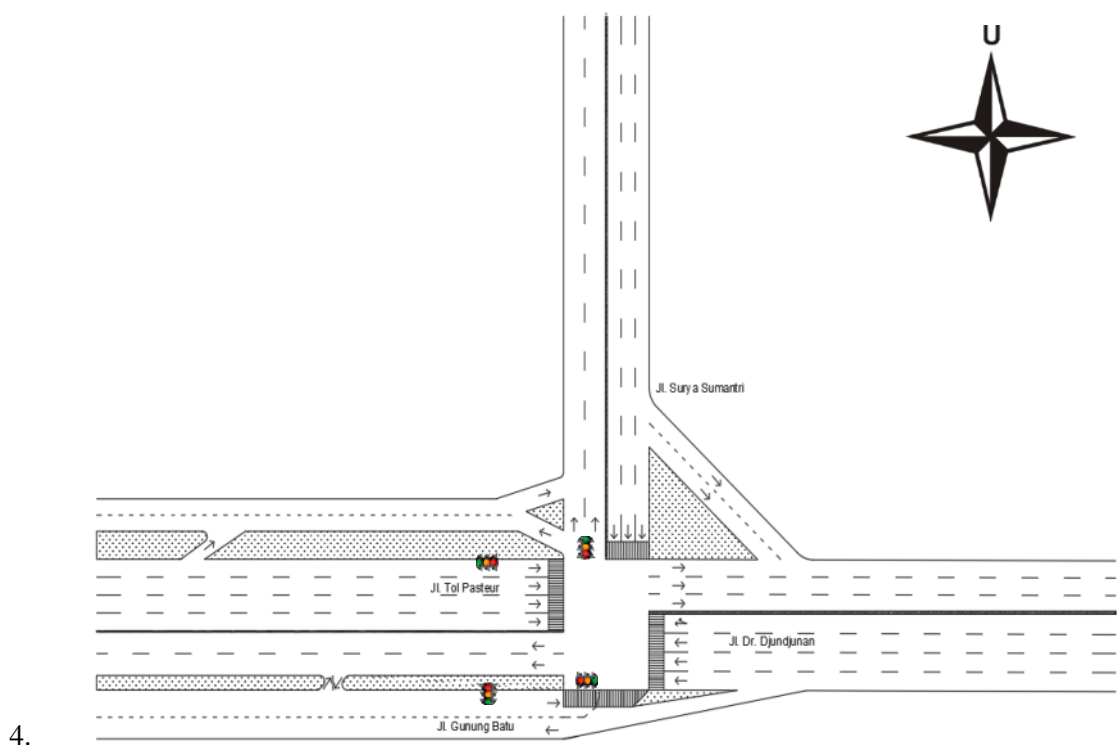 U
Jl. Surya Sumantri
Jl. Tol Pasteur
Jl. Dr. Djundjunan
Jl. Gunung Batu
4.